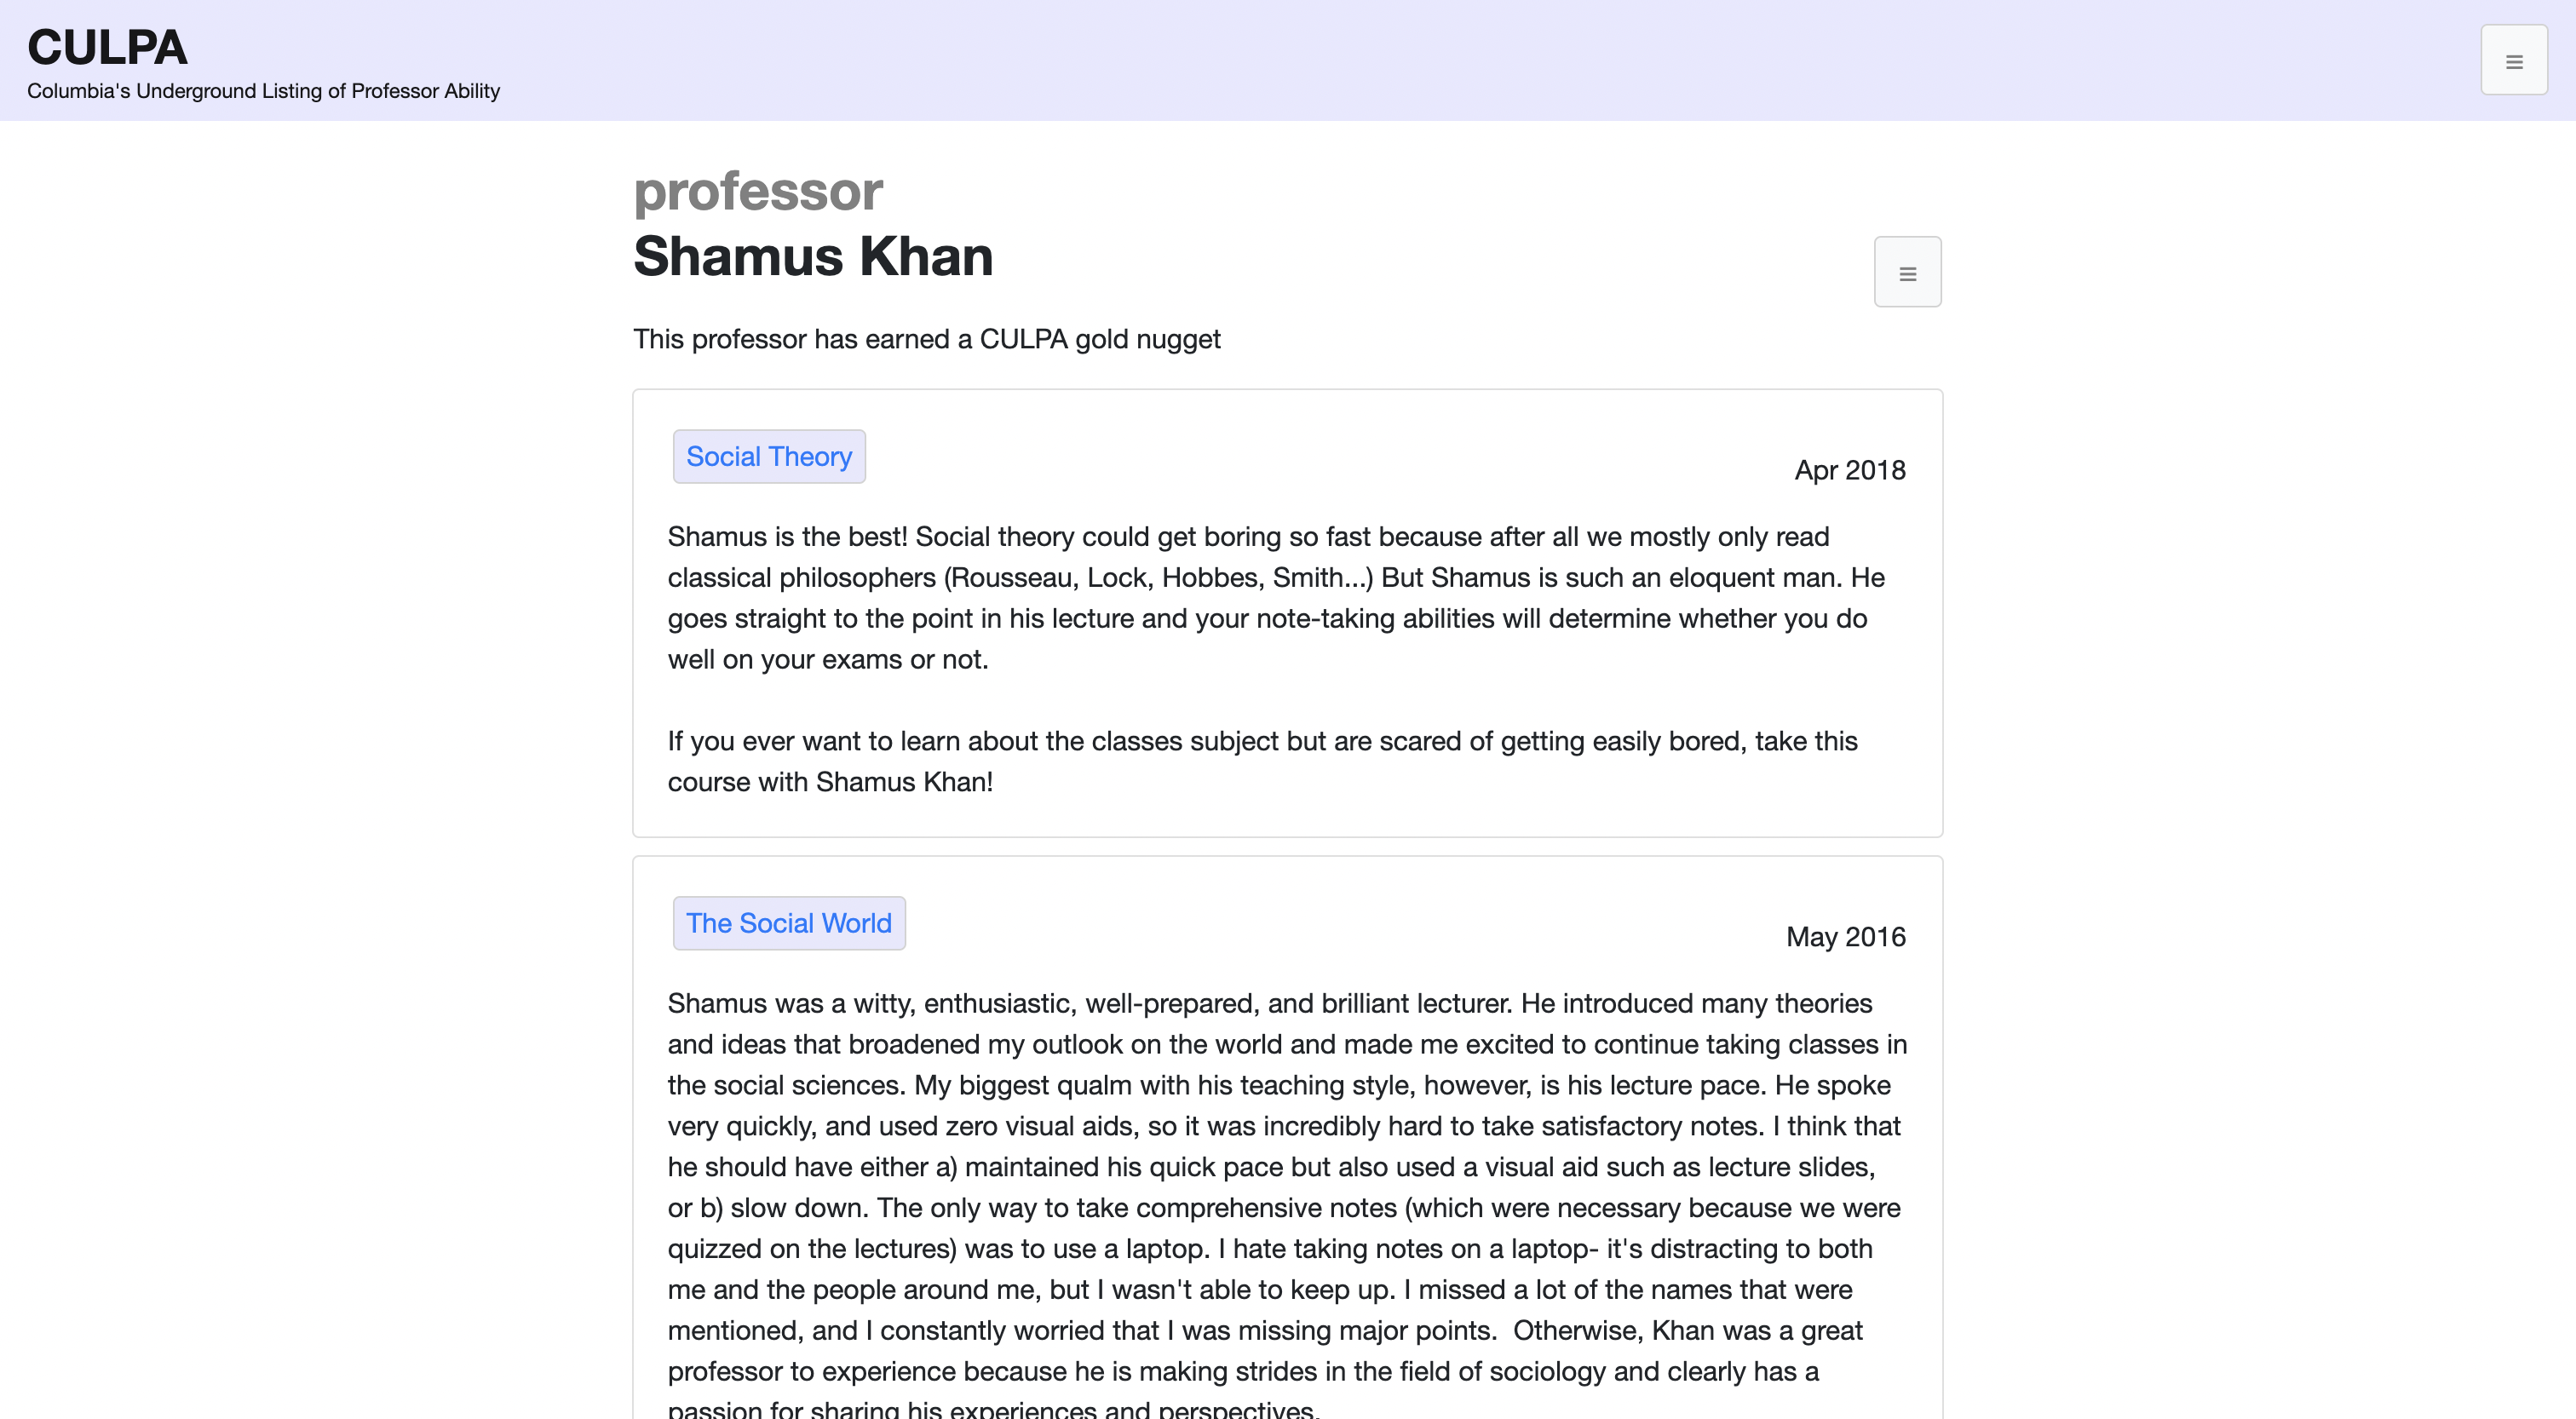 CULPA
Columbia's Underground Listing of Professor Ability
professor
Shamus Khan
This professor has earned a CULPA gold nugget
Social Theory
Apr 2018
Shamus is the best! Social theory could get boring so fast because after all we mostly only read
classical philosophers (Rousseau, Lock, Hobbes, Smith...) But Shamus is such an eloquent man. He
goes straight to the point in his lecture and your note-taking abilities will determine whether you do
well on your exams or not.
If you ever want to learn about the classes subject but are scared of getting easily bored, take this
course with Shamus Khan!
The Social World
May 2016
Shamus was a witty, enthusiastic, well-prepared, and brilliant lecturer. He introduced many theories
and ideas that broadened my outlook on the world and made me excited to continue taking classes in
the social sciences. My biggest qualm with his teaching style, however, is his lecture pace. He spoke
very quickly, and used zero visual aids, so it was incredibly hard to take satisfactory notes. I think that
he should have either a) maintained his quick pace but also used a visual aid such as lecture slides,
or b) slow down. The only way to take comprehensive notes (which were necessary because we were
quizzed on the lectures) was to use a laptop. I hate taking notes on a laptop- it's distracting to both
me and the people around me, but I wasn't able to keep up. I missed a lot of the names that were
mentioned, and I constantly worried that I was missing major points.  Otherwise, Khan was a great
professor to experience because he is making strides in the field of sociology and clearly has a
passion for sharing his experiences and perspectives.